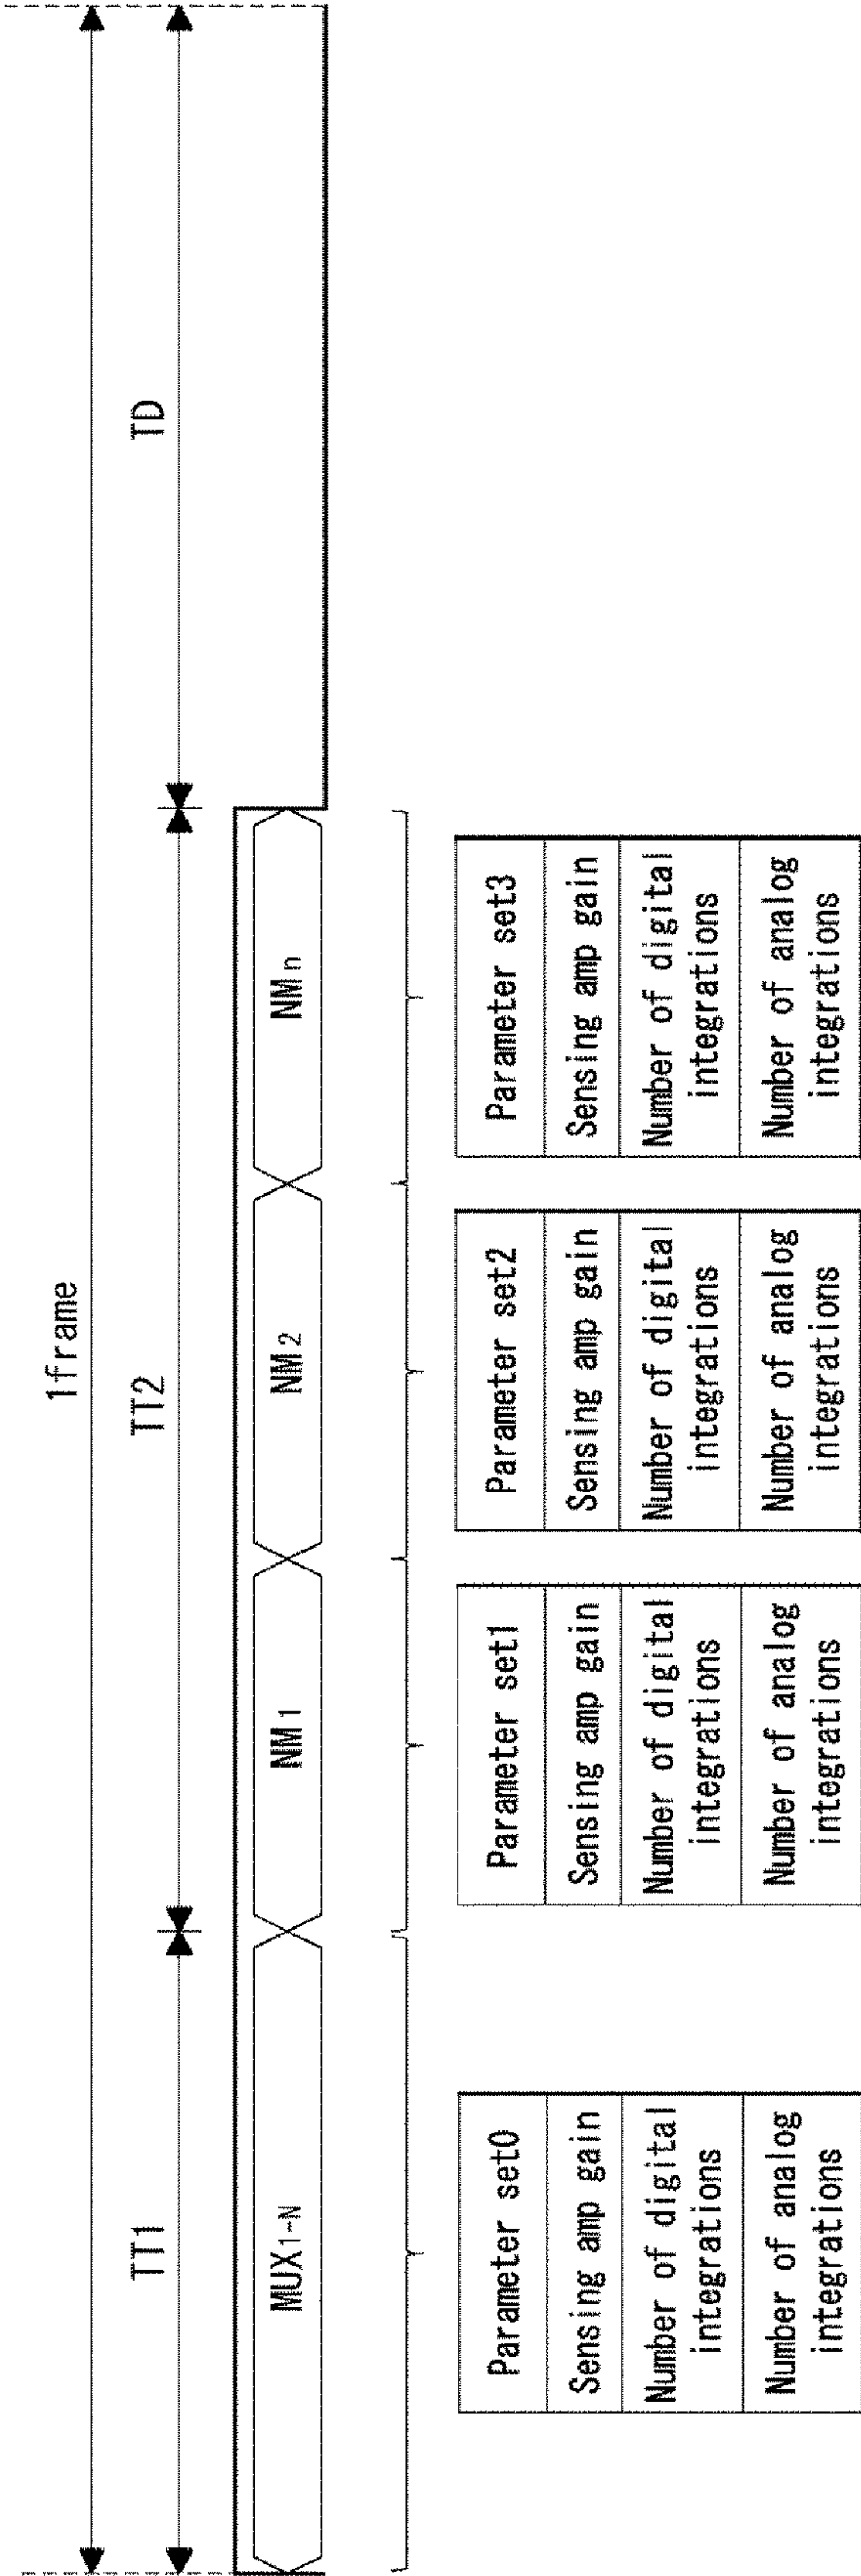 1frame
TT1
TT2
TD
MUX1-N
NM1
NM2
NMn
Parameter set0
Sensing amp gain
Number of digital
integrations
Number of analog
integrations
Parameter set1
Sensing amp gain
Number of digital
integrations
Number of analog
integrations
Parameter set2
Sensing amp gain
Number of digital
integrations
Number of analog
integrations
Parameter set3
Sensing amp gain
Number of digital
integrations
Number of analog
integrations